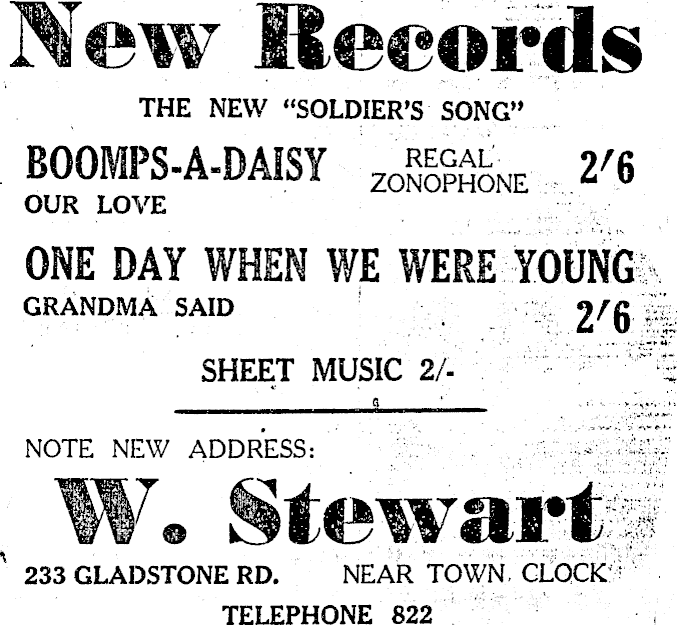 New Records
THE NEW "SOLDIER'S SONG"
BOOMPS-A-DAISY REGAL ZONOPHONE 2/6
OUR LOVE
ONE DAY WHEN WE WERE YOUNG
GRANDMA SAID 2/6
SHEET MUSIC 2/-
NOTE NEW ADDRESS:
W. Stewart
233 GLADSTONE RD. NEAR TOWN CLOCK
TELEPHONE 822